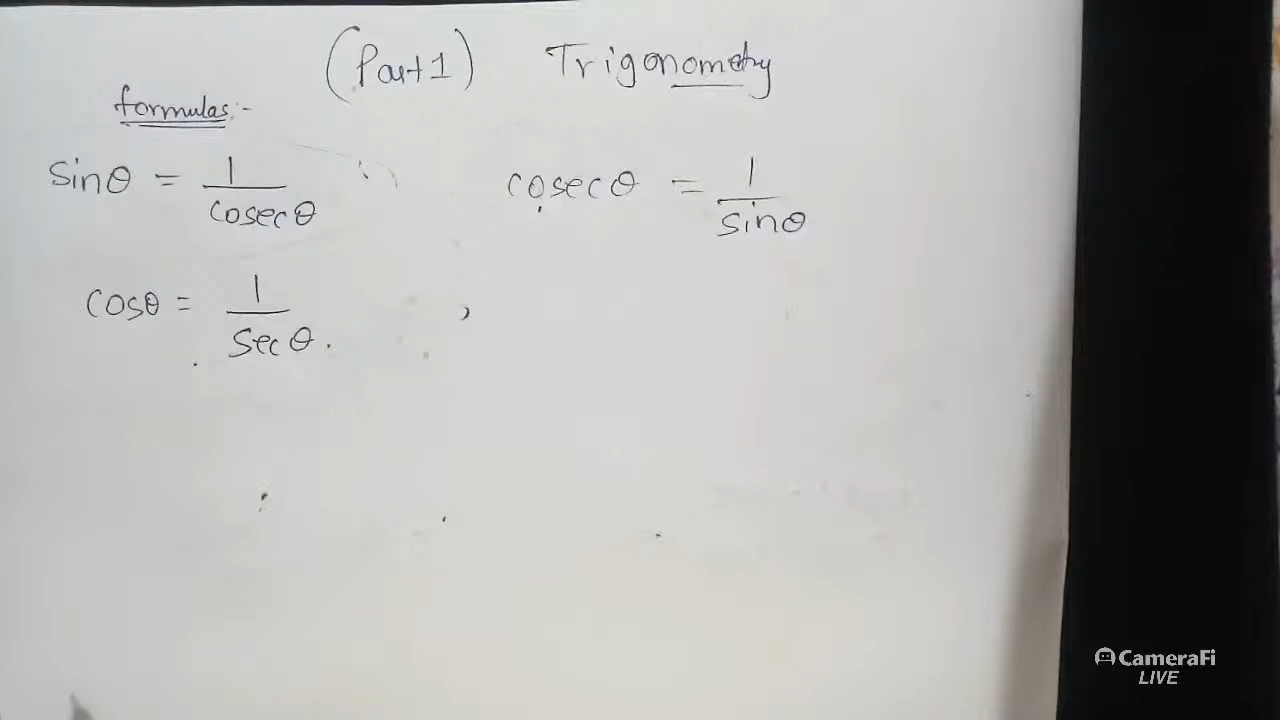 (Part 1) Trigonometry
formulas:-
sinθ = 1/cosecθ cosecθ = 1/sinθ
cosθ = 1/secθ. ,
CameraFi
LIVE